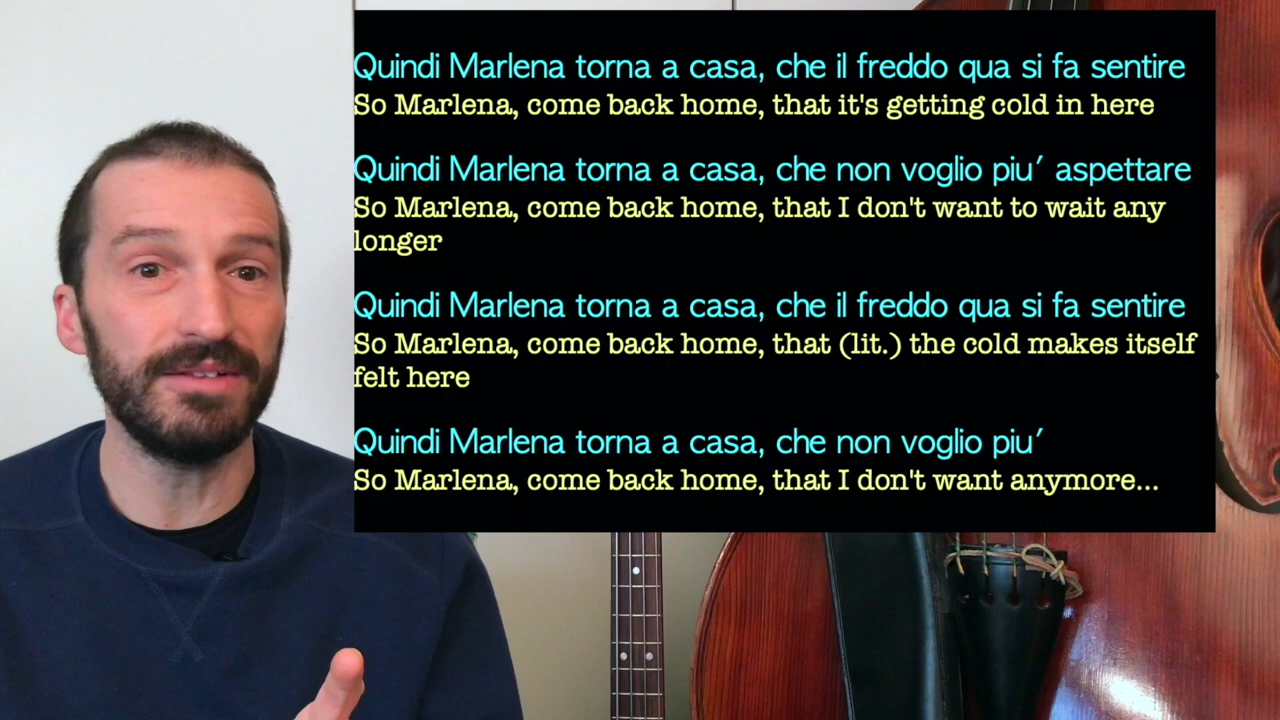 Quindi Marlena torna a casa, che il freddo qua si fa sentire
So Marlena, come back home, that it's getting cold in here
Quindi Marlena torna a casa, che non voglio piu′ aspettare
So Marlena, come back home, that I don't want to wait any
longer
Quindi Marlena torna a casa, che il freddo qua si fa sentire
So Marlena, come back home, that (lit.) the cold makes itself
felt here
Quindi Marlena torna a casa, che non voglio piu′
So Marlena, come back home, that I don't want anymore...